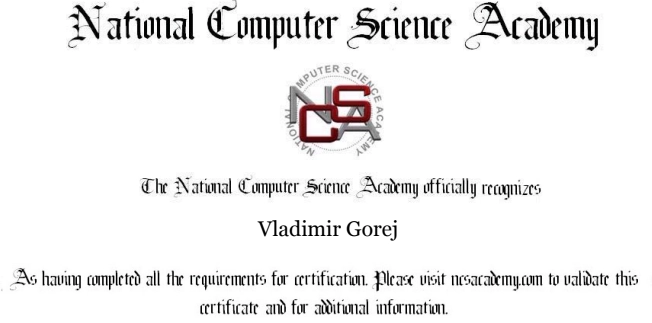 National Computer Science Academy
NATIONAL COMPUTER SCIENCE ACADEMY
NCSA
The National Computer Science Academy officially recognizes
Vladimir Gorej
As having completed all the requirements for certification. Please visit ncsacademy.com to validate this
certificate and for additional information.